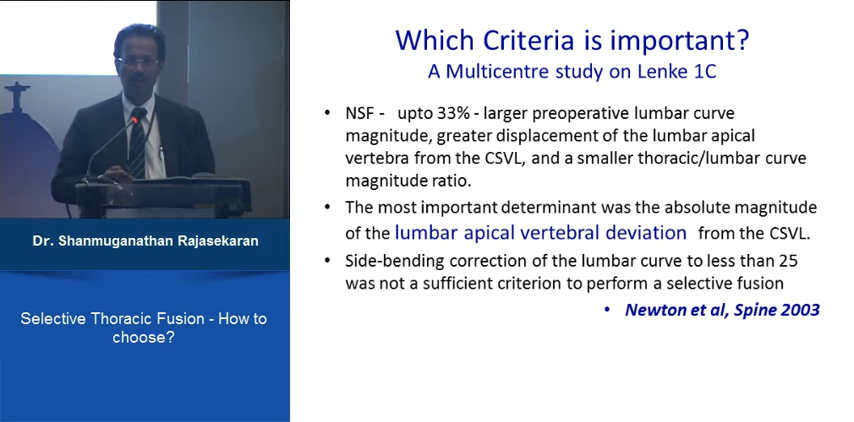 Which Criteria is important?
A Multicentre study on Lenke 1C
• NSF - upto 33% - larger preoperative lumbar curve
magnitude, greater displacement of the lumbar apical
vertebra from the CSVL, and a smaller thoracic/lumbar curve
magnitude ratio.
• The most important determinant was the absolute magnitude
of the lumbar apical vertebral deviation from the CSVL.
• Side-bending correction of the lumbar curve to less than 25
was not a sufficient criterion to perform a selective fusion
• Newton et al, Spine 2003
Dr. Shanmuganathan Rajasekaran
Selective Thoracic Fusion - How to
choose?